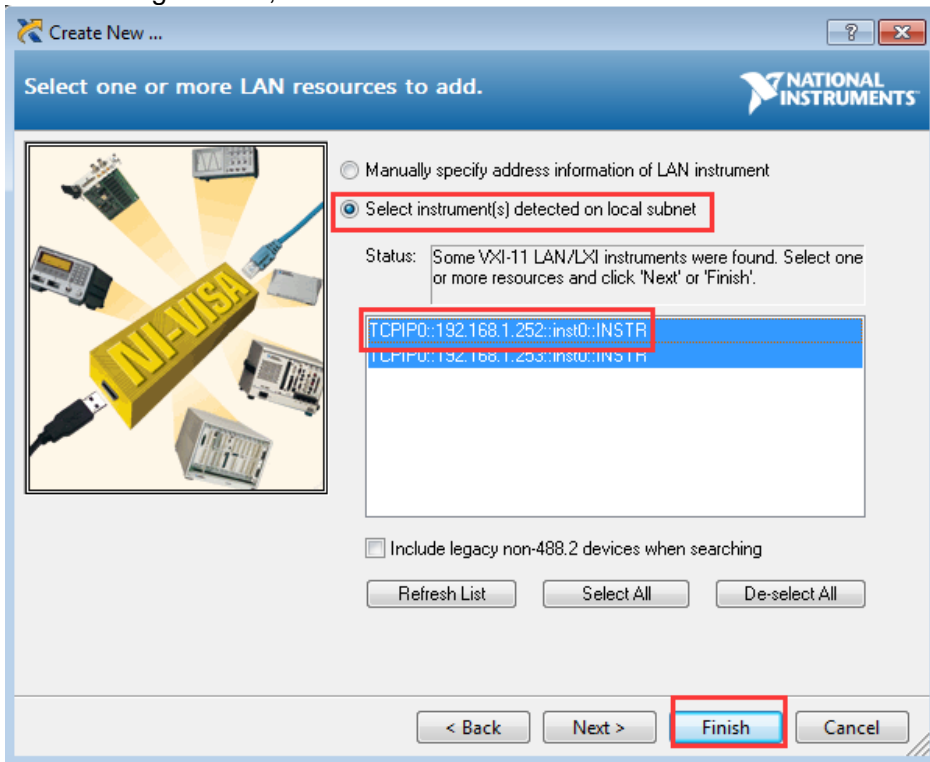 Create New ...
Select one or more LAN resources to add.
NATIONAL
INSTRUMENTS
Manually specify address information of LAN instrument
Select instrument(s) detected on local subnet
Status: Some VXI-11 LAN/LXI instruments were found. Select one
or more resources and click 'Next' or 'Finish'.
TCPIP0::192.168.1.252::inst0::INSTR
TCPIP0::192.168.1.253::inst0::INSTR
NI-VISA
Include legacy non-488.2 devices when searching
Refresh List Select All De-select All
< Back Next > Finish Cancel